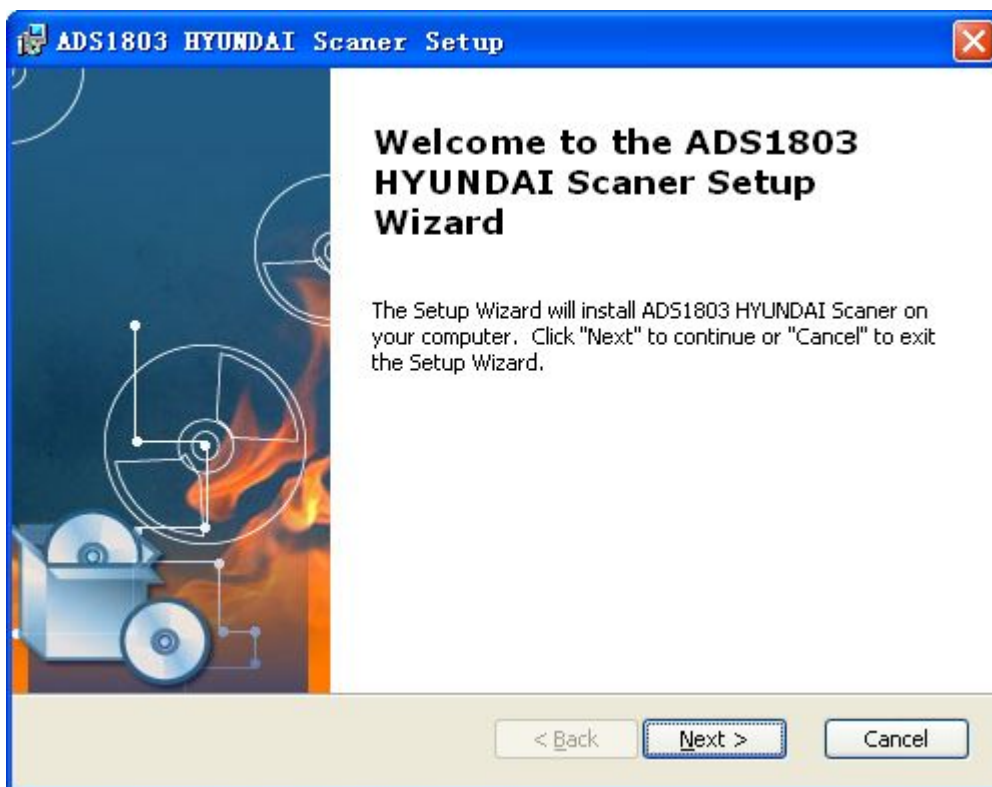 ADS1803 HYUNDAI Scaner Setup
Welcome to the ADS1803
HYUNDAI Scaner Setup
Wizard
The Setup Wizard will install ADS1803 HYUNDAI Scaner on
your computer. Click "Next" to continue or "Cancel" to exit
the Setup Wizard.
< Back Next > Cancel